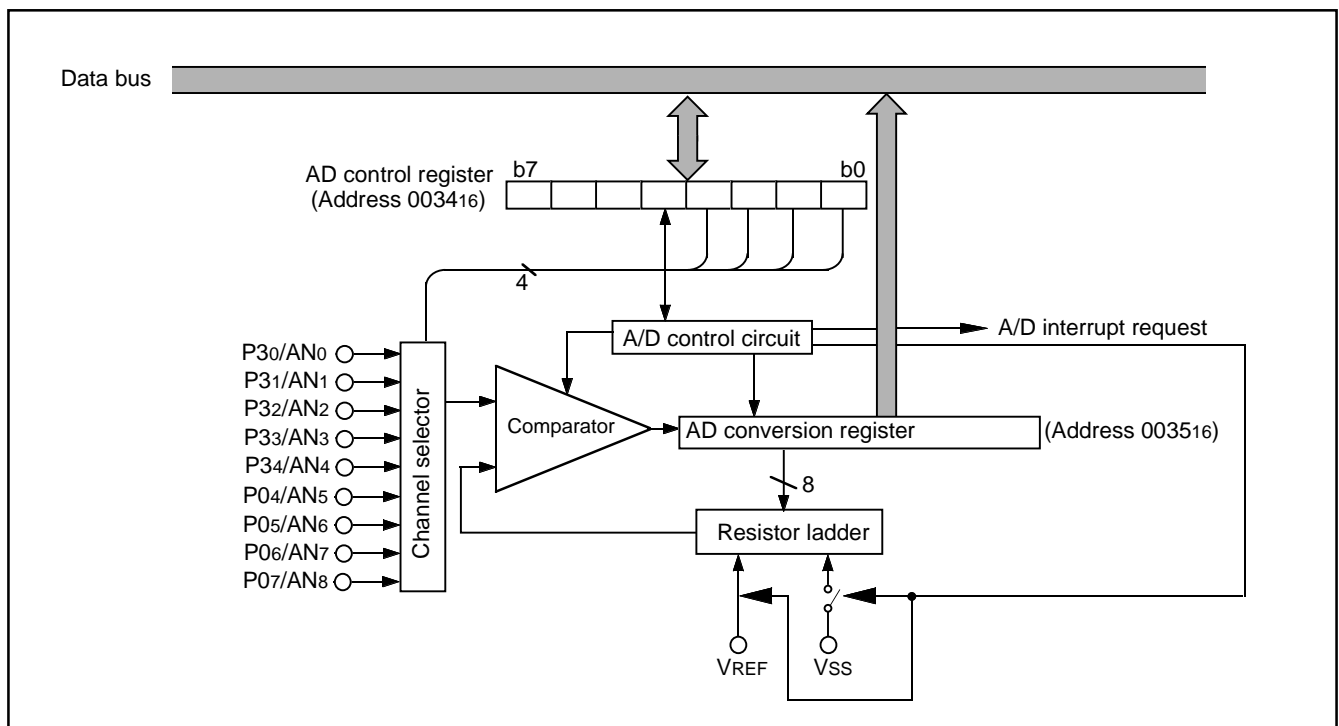 Data bus
AD control register
(Address 003416)
b7
b0
4
A/D control circuit
A/D interrupt request
P30/AN0
P31/AN1
P32/AN2
P33/AN3
P34/AN4
P04/AN5
P05/AN6
P06/AN7
P07/AN8
Channel selector
Comparator
AD conversion register
(Address 003516)
8
Resistor ladder
VREF
VSS